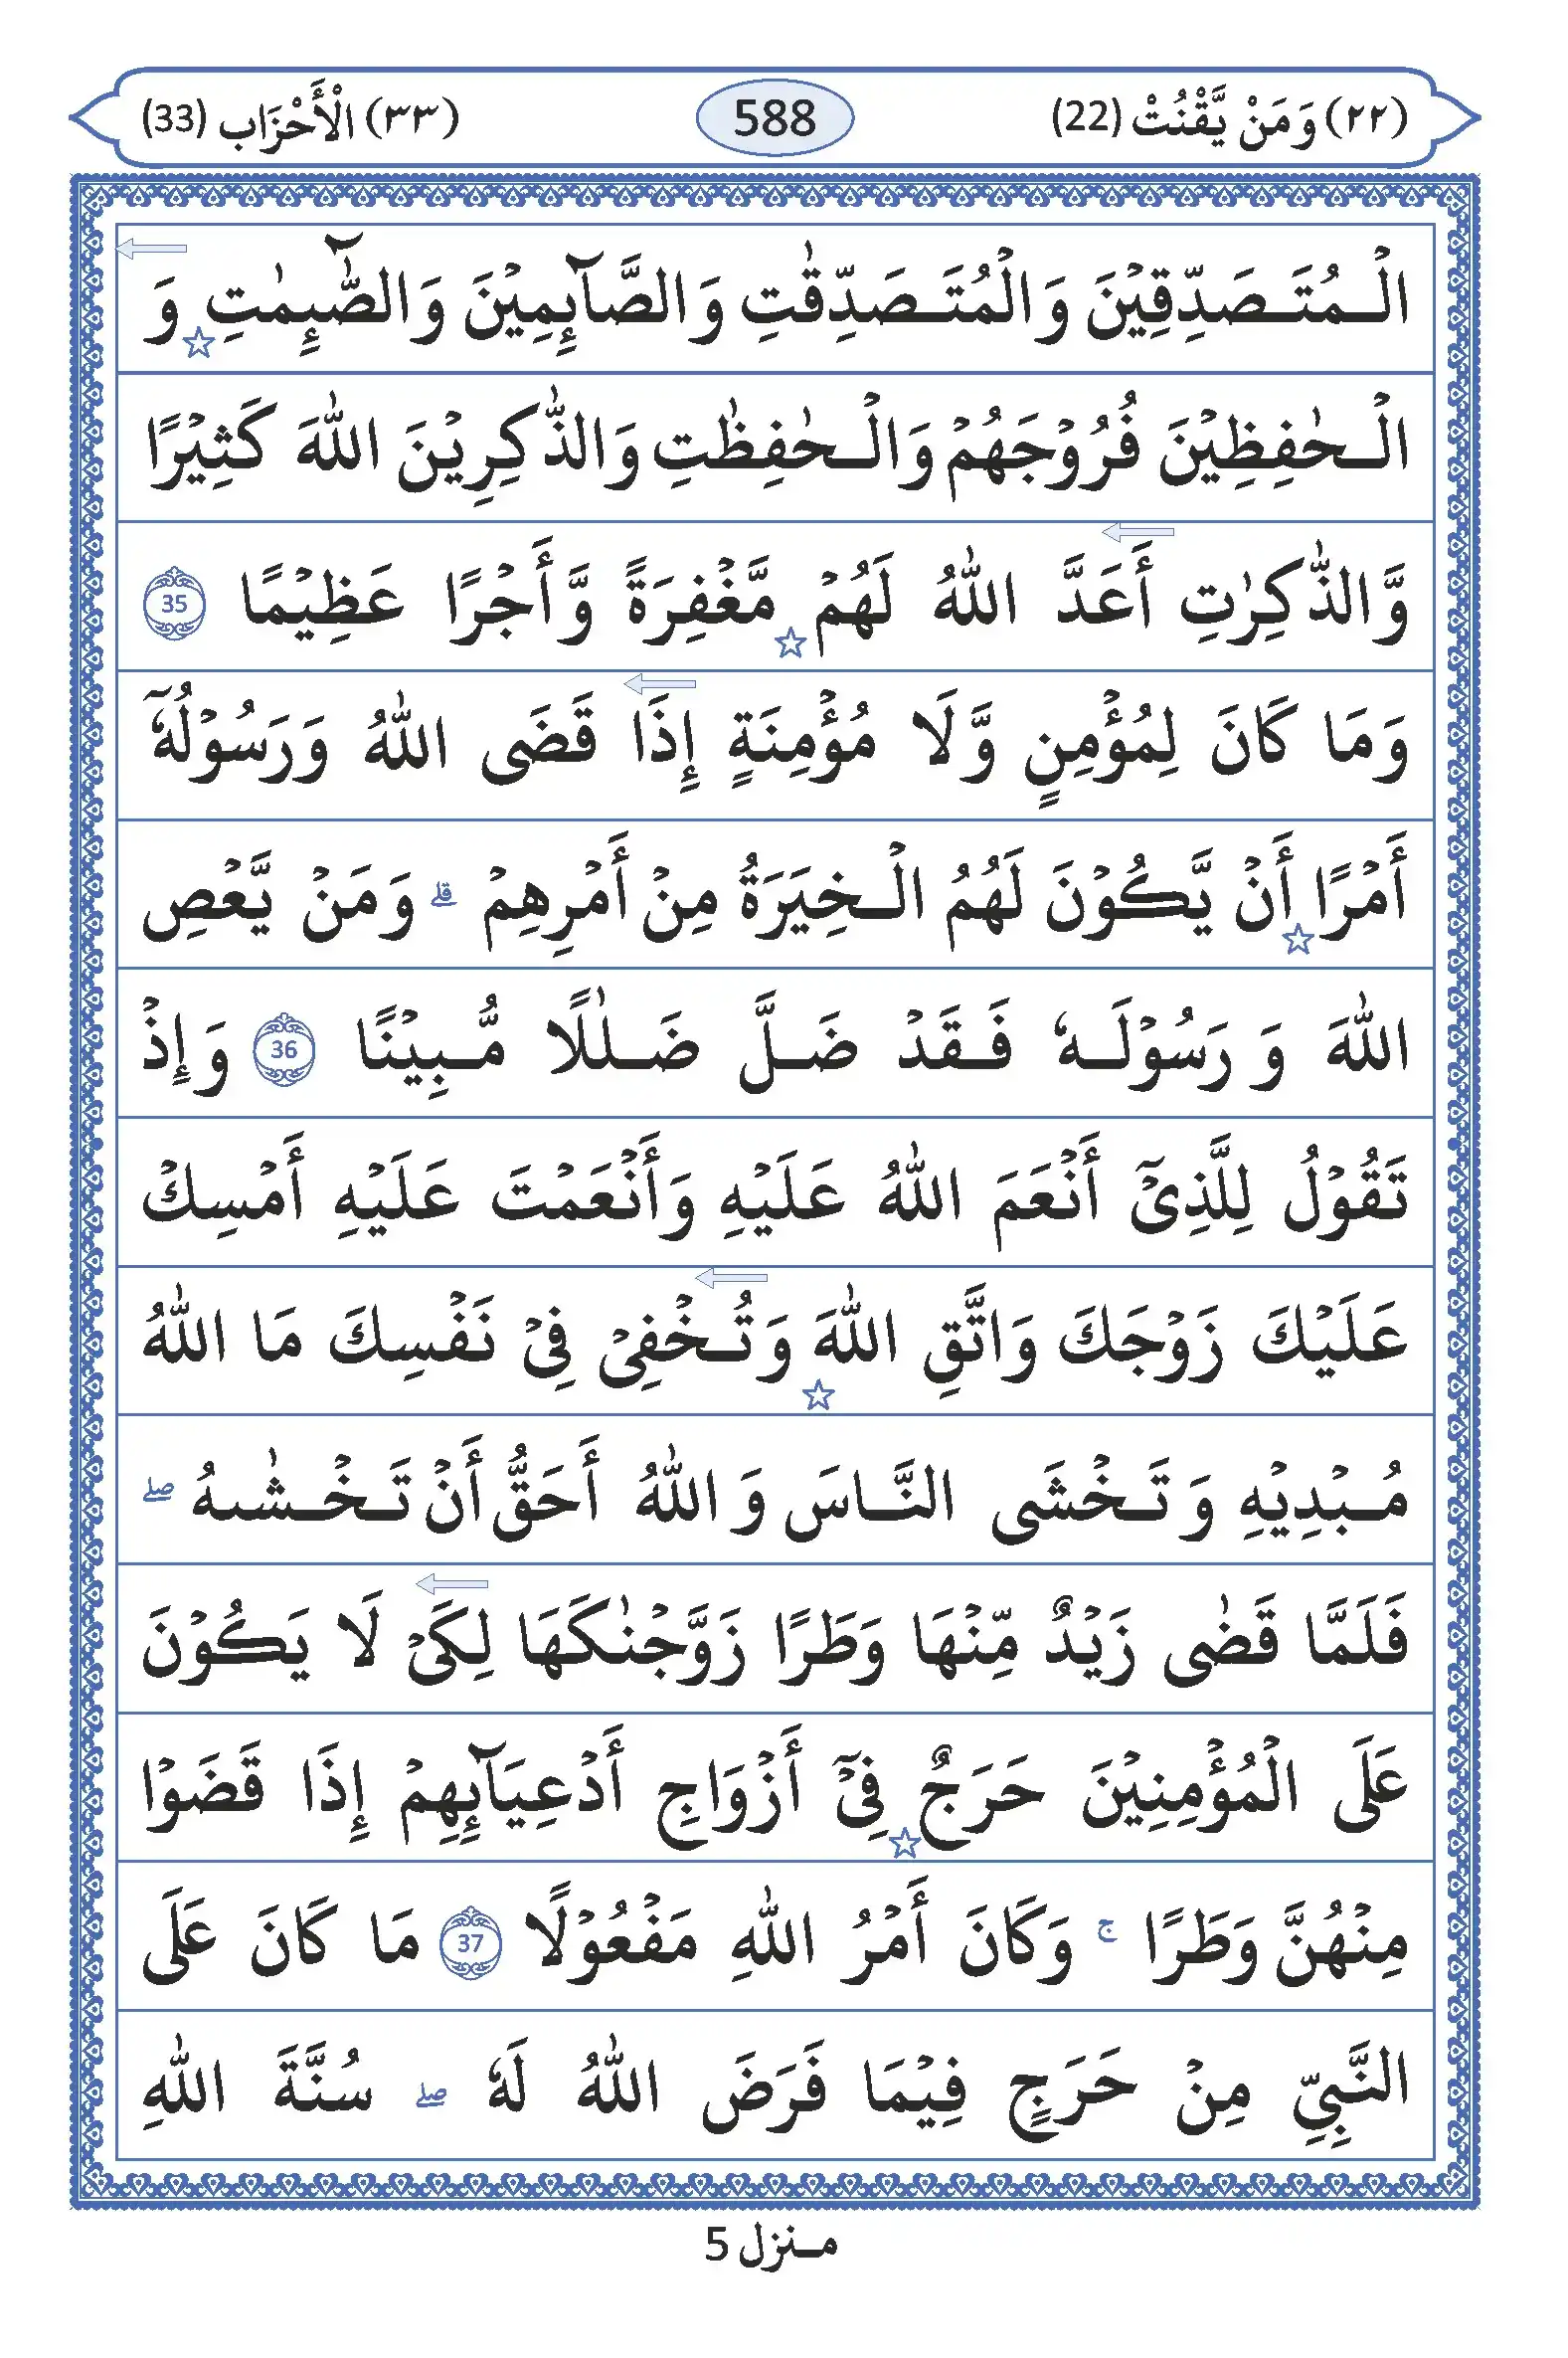 (٢٢) وَمَنْ يَّقْنُتْ (22) 588 (٣٣) الْأَحْزَاب (33)
الْمُتَصَدِّقِيْنَ وَالْمُتَصَدِّقٰتِ وَالصَّآئِمِيْنَ وَالصّٰٓئِمٰتِ وَ
الْحٰفِظِيْنَ فُرُوْجَهُمْ وَالْحٰفِظٰتِ وَالذّٰكِرِيْنَ اللّٰهَ كَثِيْرًا
وَّالذّٰكِرٰتِ أَعَدَّ اللّٰهُ لَهُمْ مَّغْفِرَةً وَّأَجْرًا عَظِيْمًا 35
وَمَا كَانَ لِمُؤْمِنٍ وَّلَا مُؤْمِنَةٍ إِذَا قَضَى اللّٰهُ وَرَسُوْلُهٗٓ
أَمْرًا أَنْ يَّكُوْنَ لَهُمُ الْخِيَرَةُ مِنْ أَمْرِهِمْ ۗ وَمَنْ يَّعْصِ
اللّٰهَ وَرَسُوْلَهٗ فَقَدْ ضَلَّ ضَلٰلًا مُّبِيْنًا 36 وَإِذْ
تَقُوْلُ لِلَّذِيْٓ أَنْعَمَ اللّٰهُ عَلَيْهِ وَأَنْعَمْتَ عَلَيْهِ أَمْسِكْ
عَلَيْكَ زَوْجَكَ وَاتَّقِ اللّٰهَ وَتُخْفِيْ فِيْ نَفْسِكَ مَا اللّٰهُ
مُبْدِيْهِ وَتَخْشَى النَّاسَ وَاللّٰهُ أَحَقُّ أَنْ تَخْشٰىهُ ۖ
فَلَمَّا قَضٰى زَيْدٌ مِّنْهَا وَطَرًا زَوَّجْنٰكَهَا لِكَيْ لَا يَكُوْنَ
عَلَى الْمُؤْمِنِيْنَ حَرَجٌ فِيْٓ أَزْوَاجِ أَدْعِيَآئِهِمْ إِذَا قَضَوْا
مِنْهُنَّ وَطَرًا ۚ وَكَانَ أَمْرُ اللّٰهِ مَفْعُوْلًا 37 مَا كَانَ عَلَى
النَّبِيِّ مِنْ حَرَجٍ فِيْمَا فَرَضَ اللّٰهُ لَهٗ ۖ سُنَّةَ اللّٰهِ
منزل 5